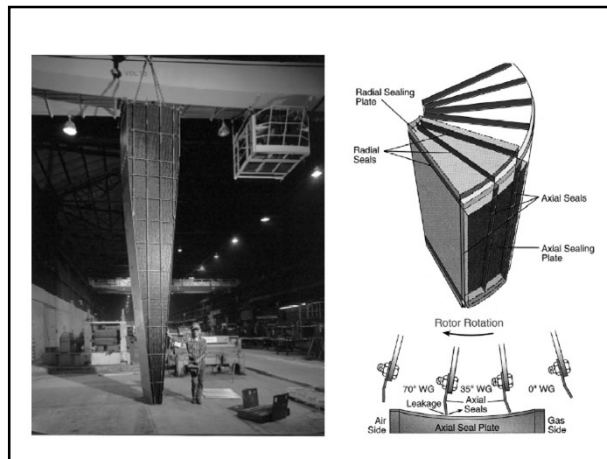 Radial Sealing
Plate
Radial
Seals
Axial Seals
Axial Sealing
Plate
Rotor Rotation
70" WG
35" WG
0" WG
Leakage
Axial
Seals
Air
Side
Axial Seal Plate
Gas
Side